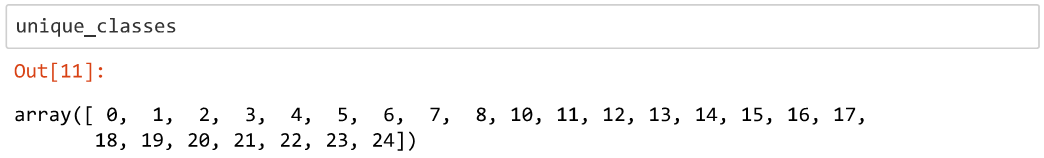 unique_classes
Out[11]:
array([ 0,  1,  2,  3,  4,  5,  6,  7,  8, 10, 11, 12, 13, 14, 15, 16, 17,
       18, 19, 20, 21, 22, 23, 24])